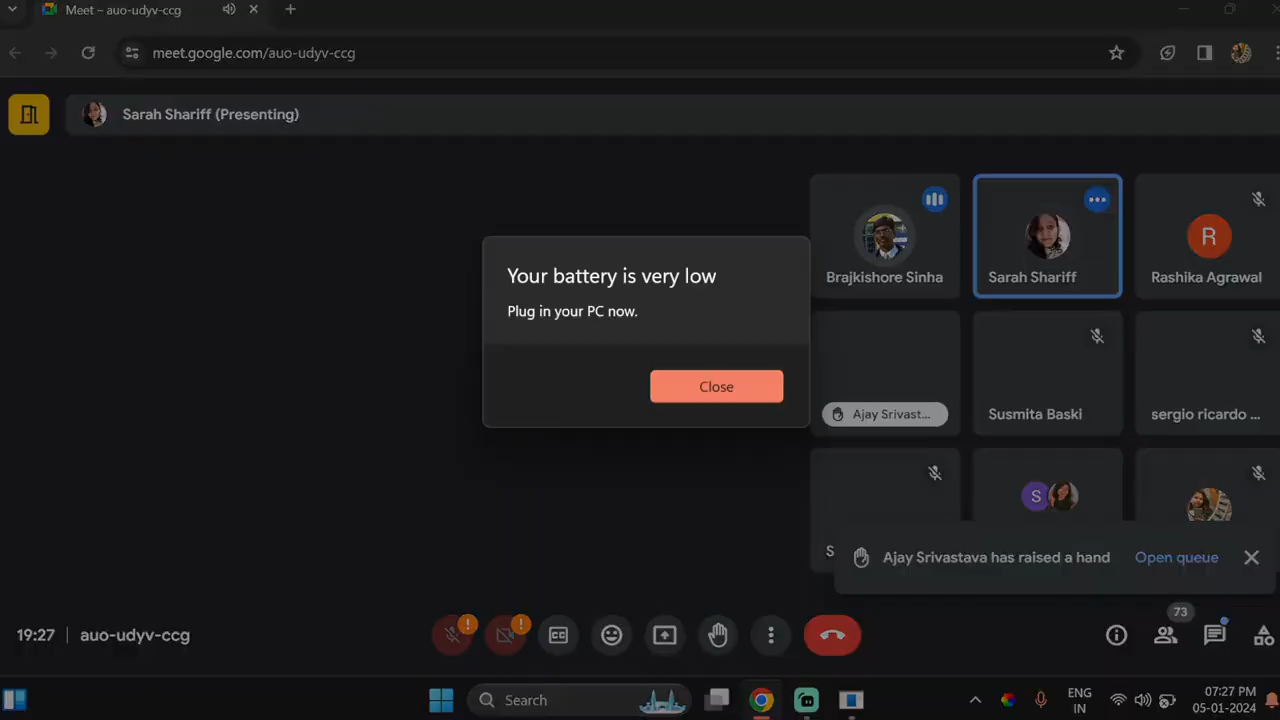 Meet – auo-udyv-ccg
meet.google.com/auo-udyv-ccg
Sarah Shariff (Presenting)
Brajkishore Sinha
Sarah Shariff
R
Rashika Agrawal
Your battery is very low
Plug in your PC now.
Close
Ajay Srivast...
Susmita Baski
sergio ricardo ...
S
S
Ajay Srivastava has raised a hand
Open queue
19:27
auo-udyv-ccg
73
Search
ENG
IN
07:27 PM
05-01-2024